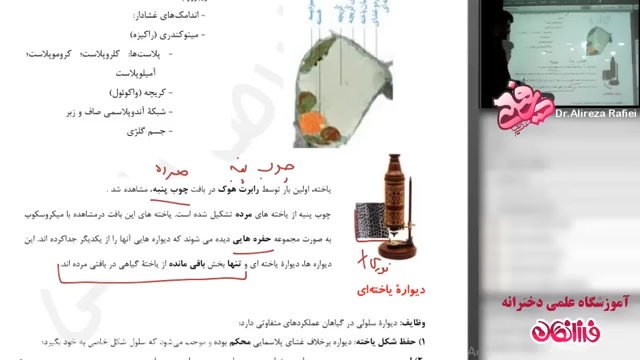 - اندامک‌های غشادار:
- میتوکندری (راکیزه)
- پلاست‌ها: کلروپلاست؛ کروموپلاست؛
آمیلوپلاست
- کریچه (واکوئول)
- شبکهٔ آندوپلاسمی صاف و زبر
- جسم گلژی
چوب پنبه
مرده
یاخته، اولین بار توسط رابرت هوک در بافت چوب پنبه، مشاهده شد .
چوب پنبه از یاخته های مرده تشکیل شده است. یاخته های این بافت درمشاهده با میکروسکوپ
به صورت مجموعه حفره هایی دیده می شوند که دیواره هایی آنها را از یکدیگر جداکرده اند. این
دیواره ها، دیوارهٔ یاخته ای و تنها بخش باقی مانده از یاختهٔ گیاهی در بافتی مرده اند.
نوری
دیوارهٔ یاخته‌ای
وظایف: دیوارهٔ سلولی در گیاهان عملکردهای متفاوتی دارد:
۱) حفظ شکل یاخته: دیواره برخلاف غشای پلاسمایی محکم بوده و موجب می‌شود که سلول شکل خاصی به خود بگیرد؛
Dr.Alireza Rafiei
آموزشگاه علمی دخترانه
فرزانگان